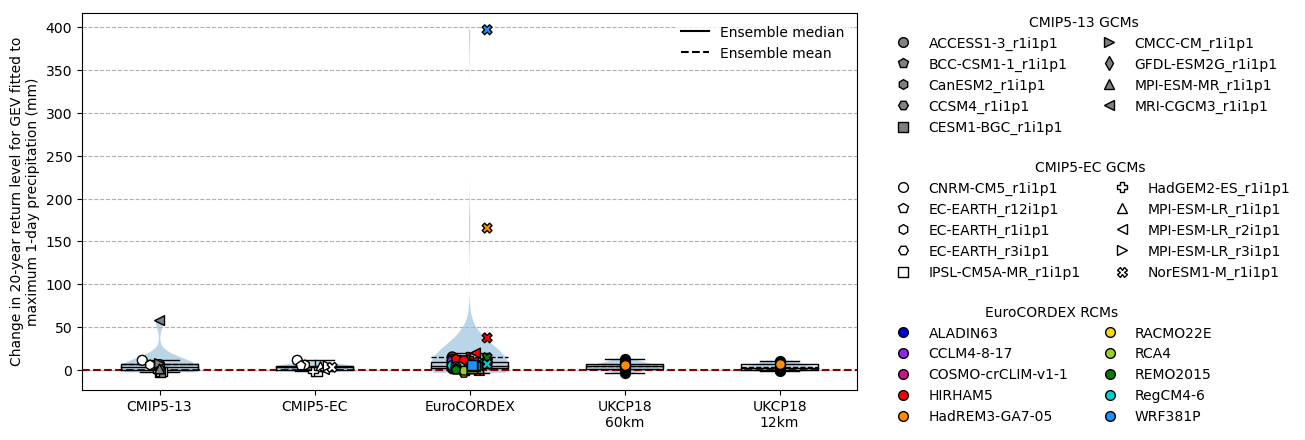 Change in 20-year return level for GEV fitted to
maximum 1-day precipitation (mm)
400
350
300
250
200
150
100
50
0
CMIP5-13
CMIP5-EC
EuroCORDEX
UKCP18
60km
UKCP18
12km
Ensemble median
Ensemble mean
CMIP5-13 GCMs
ACCESS1-3_r1i1p1
BCC-CSM1-1_r1i1p1
CanESM2_r1i1p1
CCSM4_r1i1p1
CESM1-BGC_r1i1p1
CMCC-CM_r1i1p1
GFDL-ESM2G_r1i1p1
MPI-ESM-MR_r1i1p1
MRI-CGCM3_r1i1p1
CMIP5-EC GCMs
CNRM-CM5_r1i1p1
EC-EARTH_r12i1p1
EC-EARTH_r1i1p1
EC-EARTH_r3i1p1
IPSL-CM5A-MR_r1i1p1
HadGEM2-ES_r1i1p1
MPI-ESM-LR_r1i1p1
MPI-ESM-LR_r2i1p1
MPI-ESM-LR_r3i1p1
NorESM1-M_r1i1p1
EuroCORDEX RCMs
ALADIN63
CCLM4-8-17
COSMO-crCLIM-v1-1
HIRHAM5
HadREM3-GA7-05
RACMO22E
RCA4
REMO2015
RegCM4-6
WRF381P